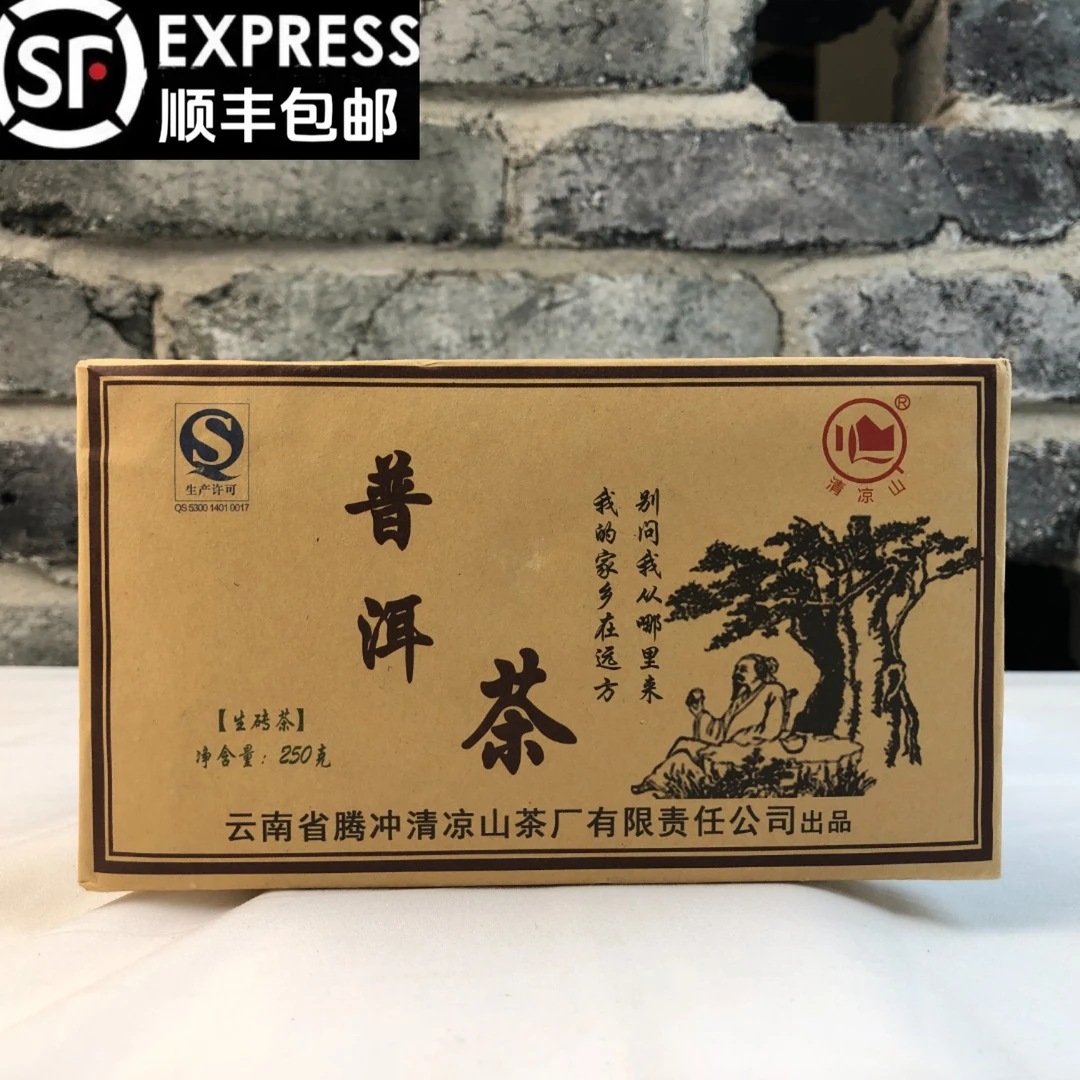 SF EXPRESS
顺丰包邮
S
生产许可
QS 5300 1401 0017
普洱茶
别问我从哪里来
我的家乡在远方
®
清凉山
【生砖茶】
净含量：250克
云南省腾冲清凉山茶厂有限责任公司出品